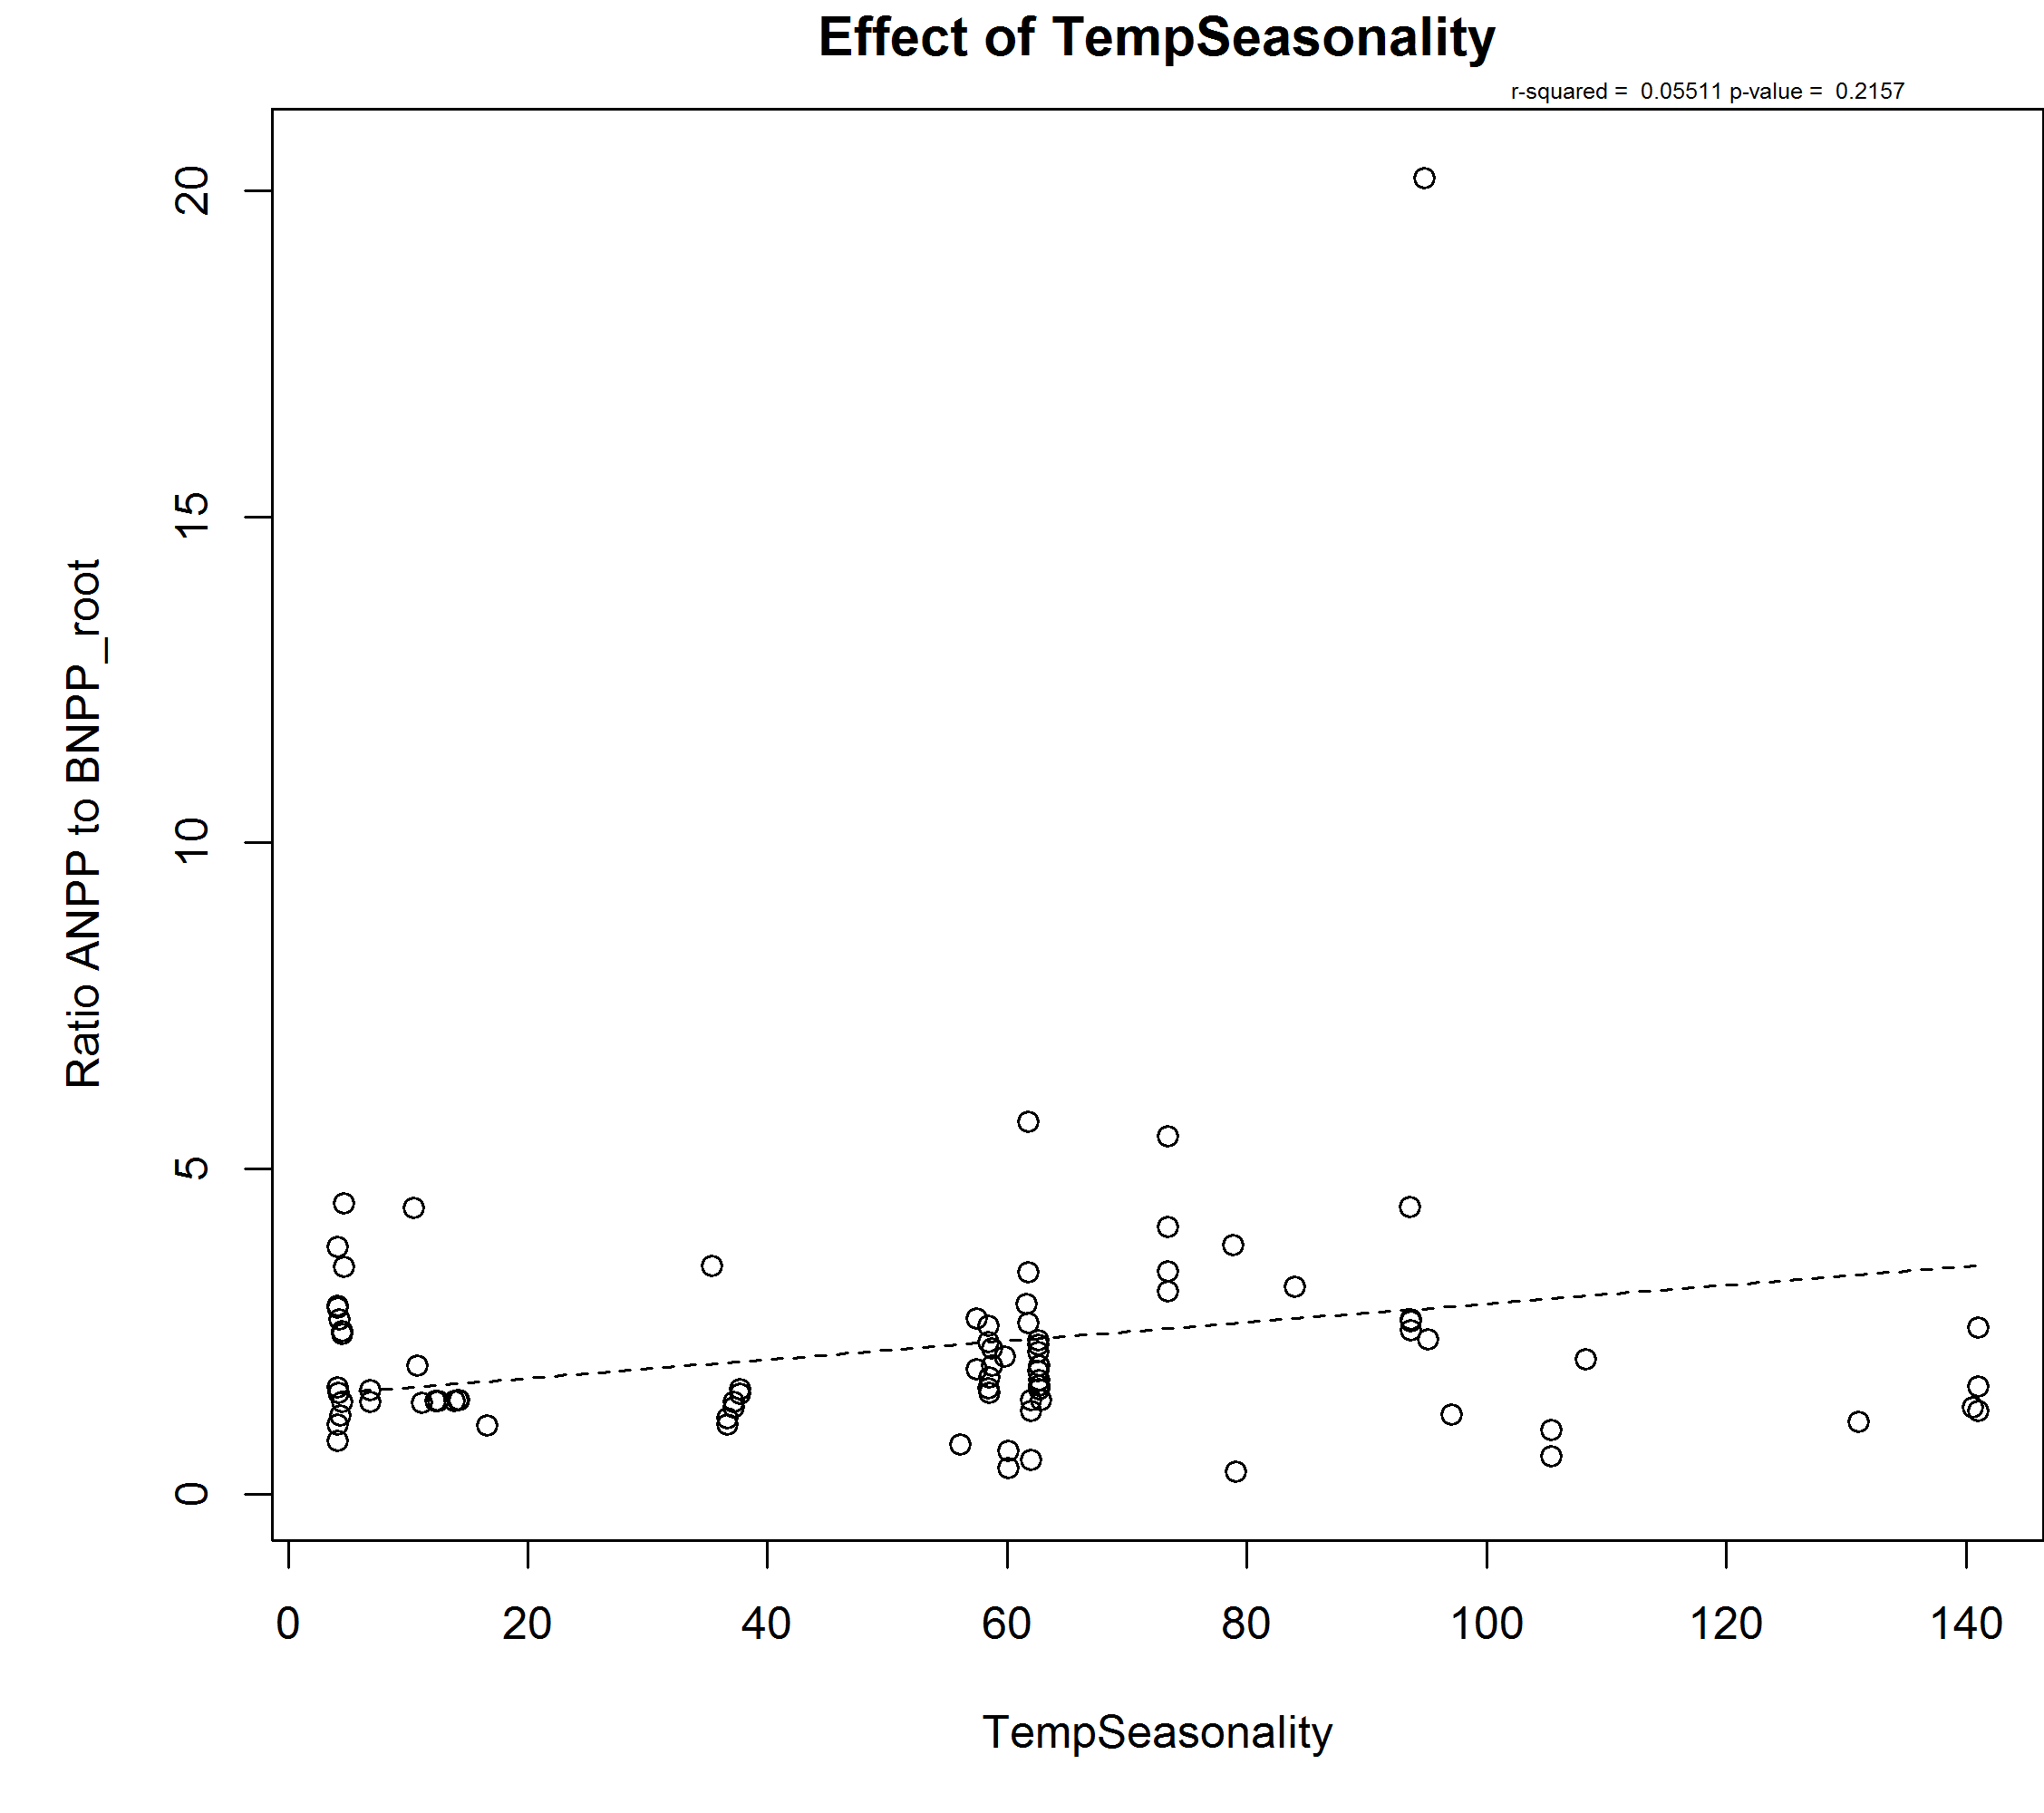 Effect of TempSeasonality
r-squared = 0.05511 p-value = 0.2157
Ratio ANPP to BNPP_root
20
15
10
5
0
0 20 40 60 80 100 120 140
TempSeasonality